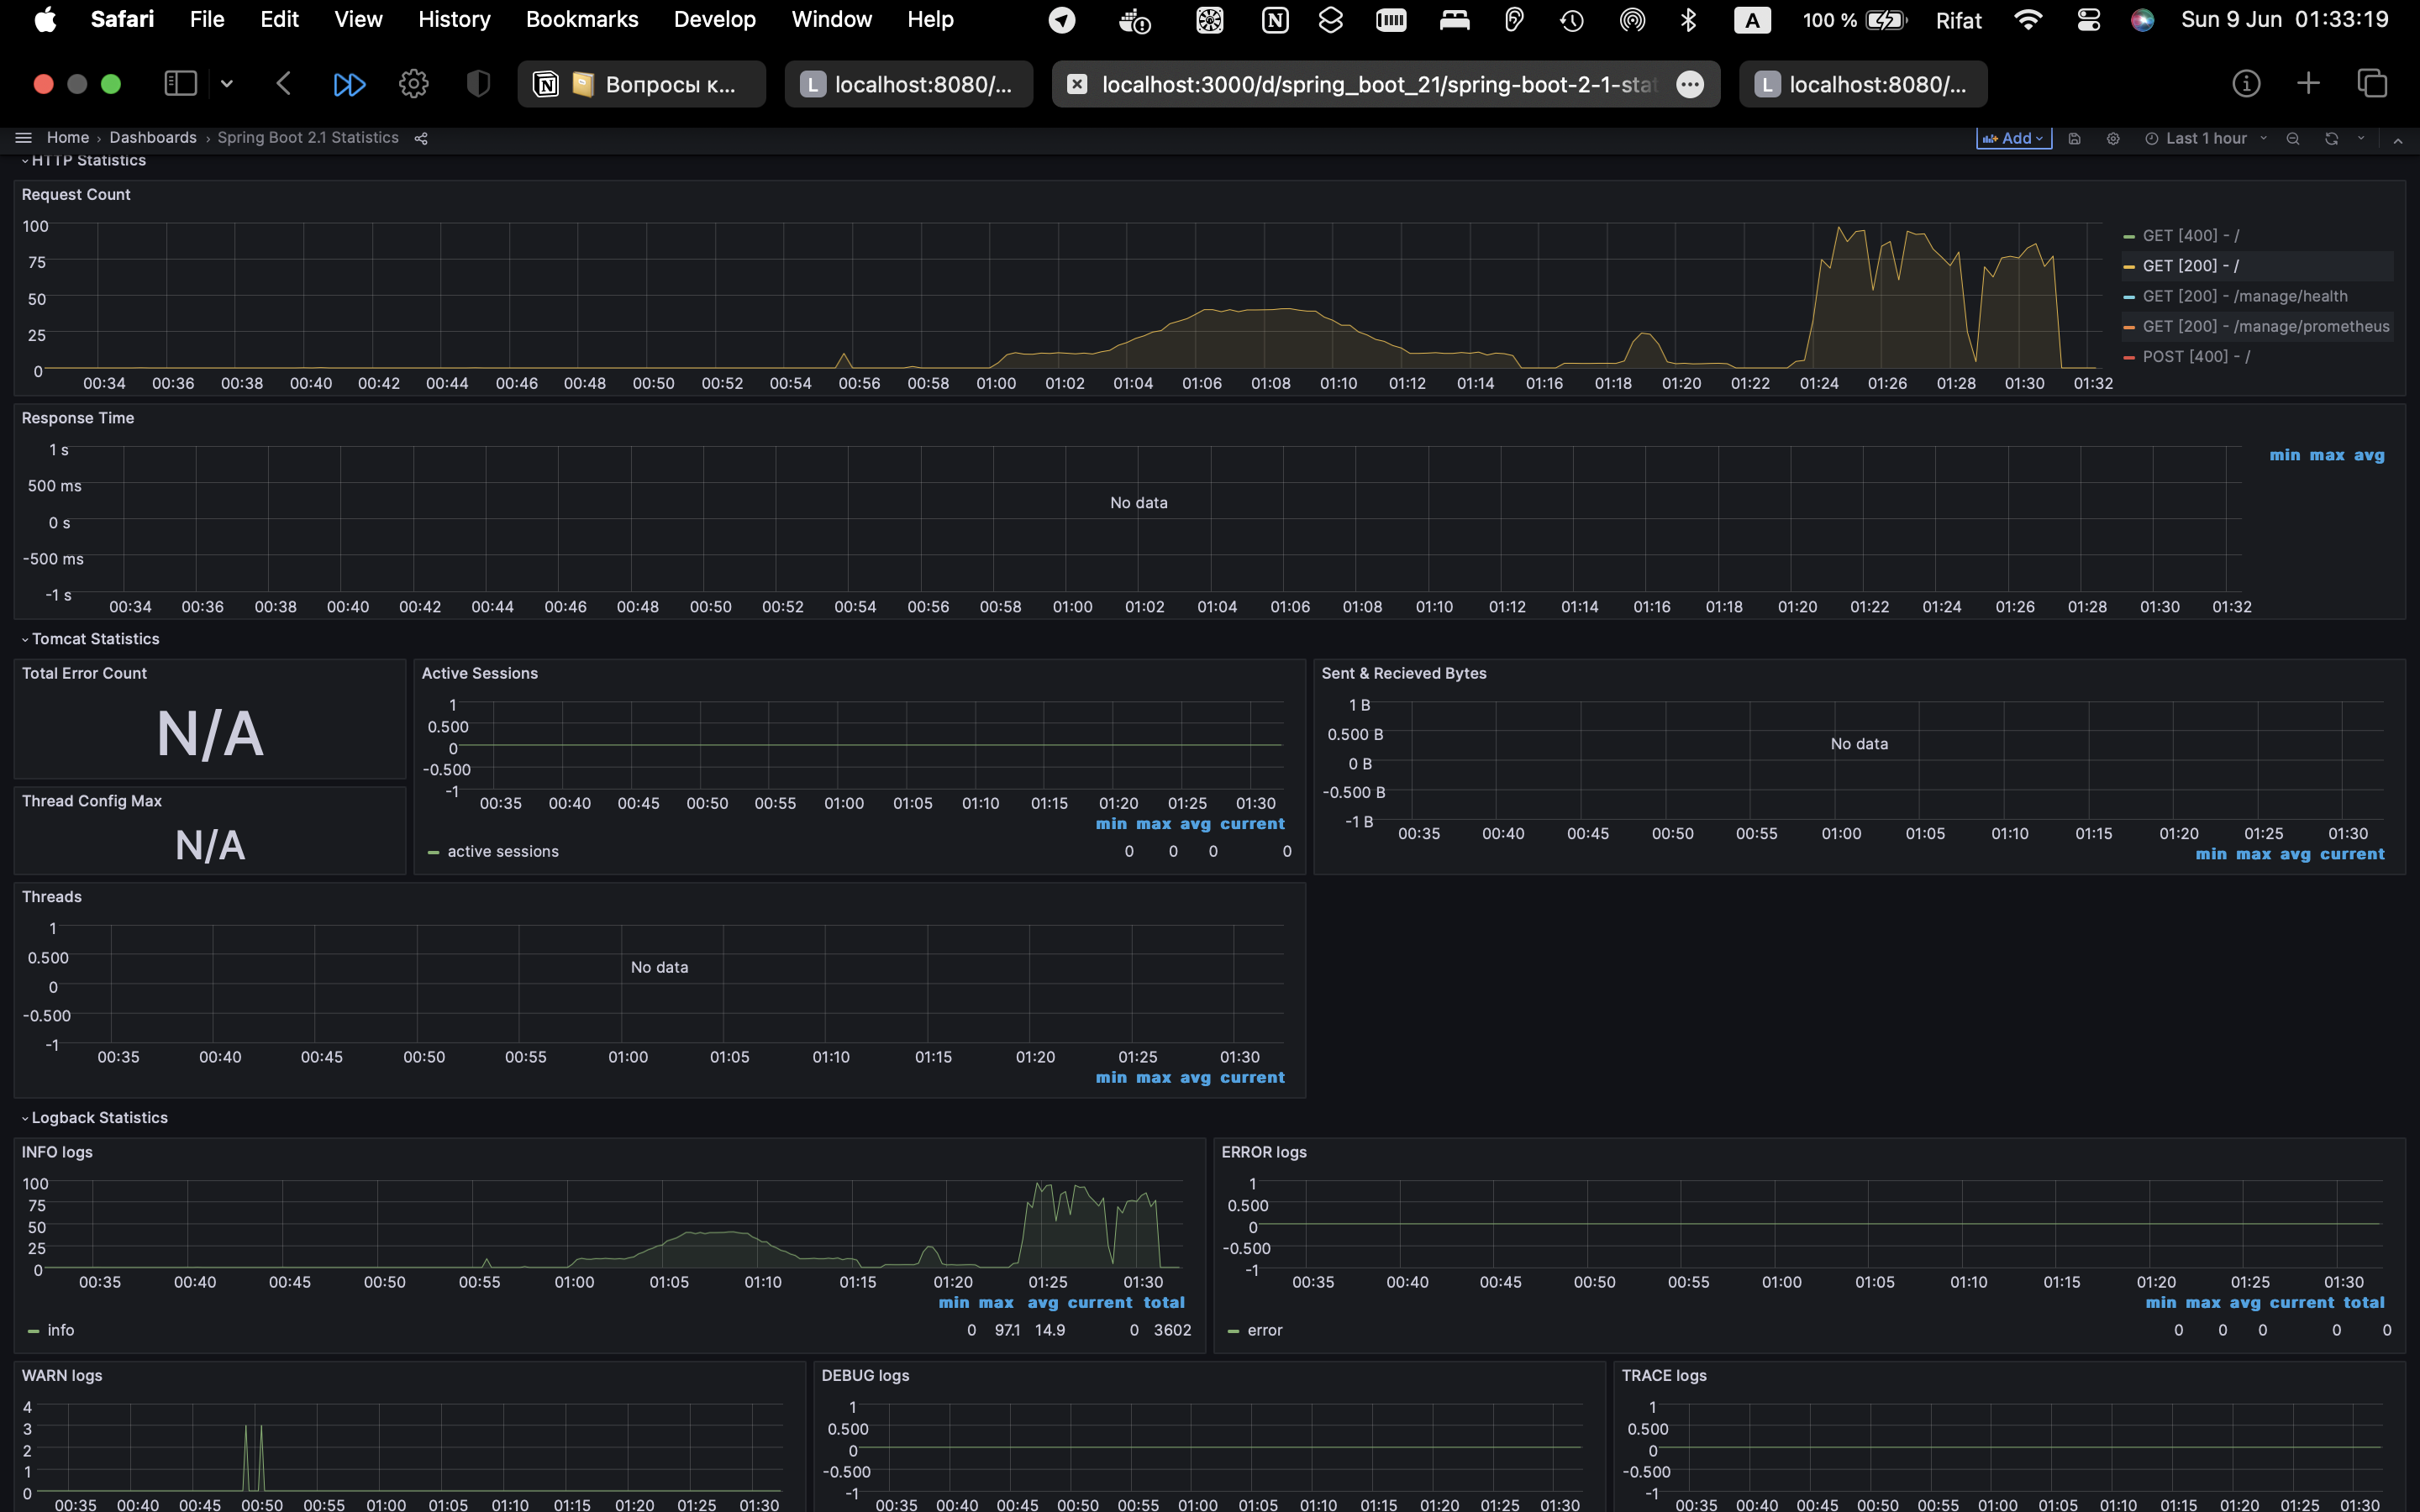 Safari File Edit View History Bookmarks Develop Window Help A 100 % Rifat Sun 9 Jun 01:33:19
Вопросы к... L localhost:8080/... localhost:3000/d/spring_boot_21/spring-boot-2-1-stat L localhost:8080/...
Home › Dashboards › Spring Boot 2.1 Statistics Add Last 1 hour
HTTP Statistics
Request Count
100
75
50
25
0
00:34 00:36 00:38 00:40 00:42 00:44 00:46 00:48 00:50 00:52 00:54 00:56 00:58 01:00 01:02 01:04 01:06 01:08 01:10 01:12 01:14 01:16 01:18 01:20 01:22 01:24 01:26 01:28 01:30 01:32
GET [400] - /
GET [200] - /
GET [200] - /manage/health
GET [200] - /manage/prometheus
POST [400] - /
Response Time
1 s
500 ms
0 s
-500 ms
-1 s
No data
min max avg
00:34 00:36 00:38 00:40 00:42 00:44 00:46 00:48 00:50 00:52 00:54 00:56 00:58 01:00 01:02 01:04 01:06 01:08 01:10 01:12 01:14 01:16 01:18 01:20 01:22 01:24 01:26 01:28 01:30 01:32
Tomcat Statistics
Total Error Count
N/A
Thread Config Max
N/A
Active Sessions
1
0.500
0
-0.500
-1
00:35 00:40 00:45 00:50 00:55 01:00 01:05 01:10 01:15 01:20 01:25 01:30
min max avg current
active sessions 0 0 0 0
Sent & Recieved Bytes
1 B
0.500 B
0 B
-0.500 B
-1 B
No data
00:35 00:40 00:45 00:50 00:55 01:00 01:05 01:10 01:15 01:20 01:25 01:30
min max avg current
Threads
1
0.500
0
-0.500
-1
No data
00:35 00:40 00:45 00:50 00:55 01:00 01:05 01:10 01:15 01:20 01:25 01:30
min max avg current
Logback Statistics
INFO logs
100
75
50
25
0
00:35 00:40 00:45 00:50 00:55 01:00 01:05 01:10 01:15 01:20 01:25 01:30
min max avg current total
info 0 97.1 14.9 0 3602
ERROR logs
1
0.500
0
-0.500
-1
00:35 00:40 00:45 00:50 00:55 01:00 01:05 01:10 01:15 01:20 01:25 01:30
min max avg current total
error 0 0 0 0 0
WARN logs
4
3
2
1
0
00:35 00:40 00:45 00:50 00:55 01:00 01:05 01:10 01:15 01:20 01:25 01:30
DEBUG logs
1
0.500
0
-0.500
-1
00:35 00:40 00:45 00:50 00:55 01:00 01:05 01:10 01:15 01:20 01:25 01:30
TRACE logs
1
0.500
0
-0.500
-1
00:35 00:40 00:45 00:50 00:55 01:00 01:05 01:10 01:15 01:20 01:25 01:30